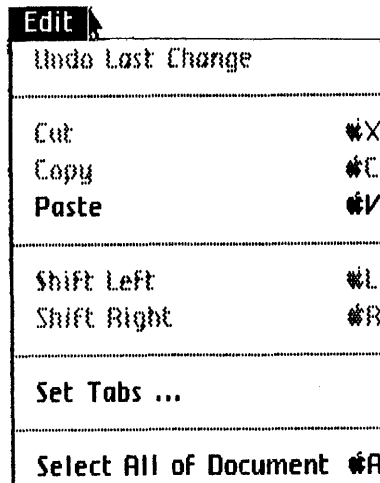 Edit
Undo Last Change
Cut X
Copy C
Paste V
Shift Left L
Shift Right R
Set Tabs ...
Select All of Document A